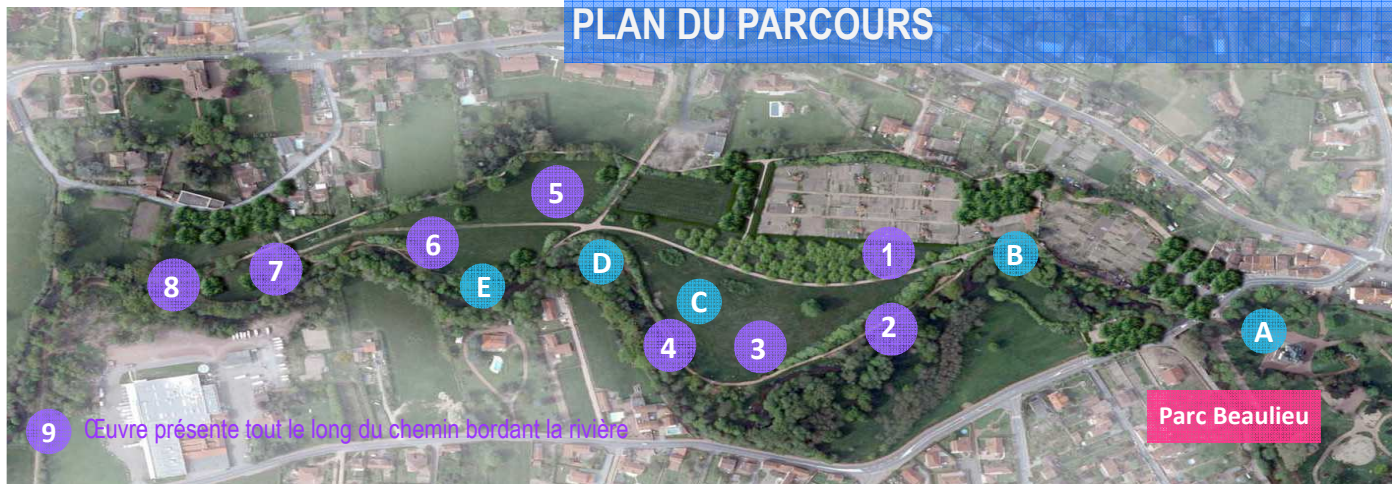 PLAN DU PARCOURS
5
6
1
B
D
7
8
E
C
2
A
4
3
Parc Beaulieu
9 Œuvre présente tout le long du chemin bordant la rivière